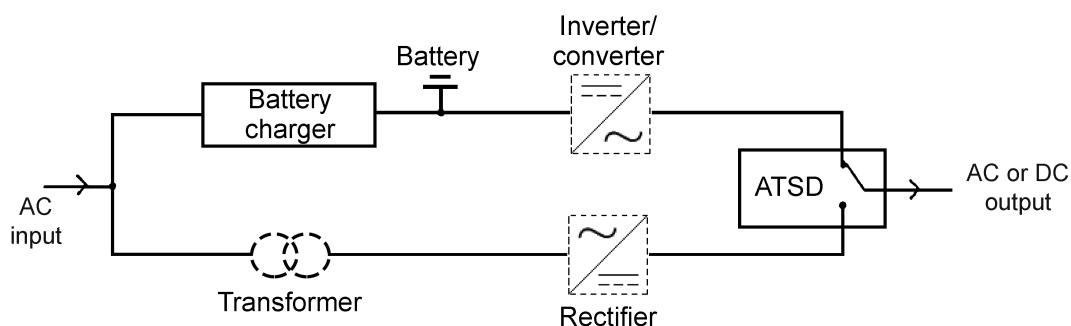 Inverter/
converter
Battery
Battery
charger
AC
input
ATSD
AC or DC
output
Transformer
Rectifier